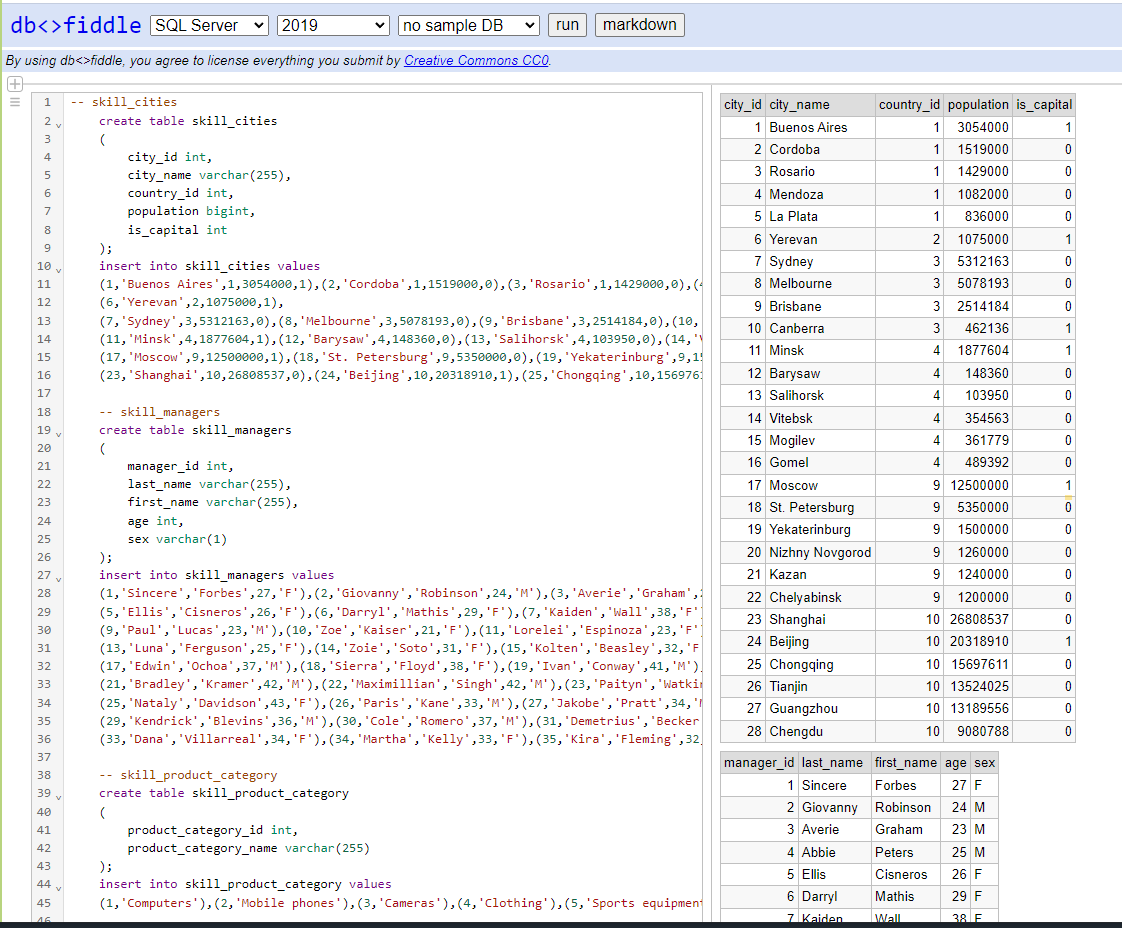 db<>fiddle SQL Server 2019 no sample DB run markdown
By using db<>fiddle, you agree to license everything you submit by Creative Commons CC0.
1 -- skill_cities
2 create table skill_cities
3 (
4 city_id int,
5 city_name varchar(255),
6 country_id int,
7 population bigint,
8 is_capital int
9 );
10 insert into skill_cities values
11 (1,'Buenos Aires',1,3054000,1),(2,'Cordoba',1,1519000,0),(3,'Rosario',1,1429000,0),(4
12 (6,'Yerevan',2,1075000,1),
13 (7,'Sydney',3,5312163,0),(8,'Melbourne',3,5078193,0),(9,'Brisbane',3,2514184,0),(10,
14 (11,'Minsk',4,1877604,1),(12,'Barysaw',4,148360,0),(13,'Salihorsk',4,103950,0),(14,'V
15 (17,'Moscow',9,12500000,1),(18,'St. Petersburg',9,5350000,0),(19,'Yekaterinburg',9,15
16 (23,'Shanghai',10,26808537,0),(24,'Beijing',10,20318910,1),(25,'Chongqing',10,1569761
17
18 -- skill_managers
19 create table skill_managers
20 (
21 manager_id int,
22 last_name varchar(255),
23 first_name varchar(255),
24 age int,
25 sex varchar(1)
26 );
27 insert into skill_managers values
28 (1,'Sincere','Forbes',27,'F'),(2,'Giovanny','Robinson',24,'M'),(3,'Averie','Graham',2
29 (5,'Ellis','Cisneros',26,'F'),(6,'Darryl','Mathis',29,'F'),(7,'Kaiden','Wall',38,'F'
30 (9,'Paul','Lucas',23,'M'),(10,'Zoe','Kaiser',21,'F'),(11,'Lorelei','Espinoza',23,'F'
31 (13,'Luna','Ferguson',25,'F'),(14,'Zoie','Soto',31,'F'),(15,'Kolten','Beasley',32,'F
32 (17,'Edwin','Ochoa',37,'M'),(18,'Sierra','Floyd',38,'F'),(19,'Ivan','Conway',41,'M')
33 (21,'Bradley','Kramer',42,'M'),(22,'Maximillian','Singh',42,'M'),(23,'Paityn','Watkin
34 (25,'Nataly','Davidson',43,'F'),(26,'Paris','Kane',33,'M'),(27,'Jakobe','Pratt',34,'M
35 (29,'Kendrick','Blevins',36,'M'),(30,'Cole','Romero',37,'M'),(31,'Demetrius','Becker
36 (33,'Dana','Villarreal',34,'F'),(34,'Martha','Kelly',33,'F'),(35,'Kira','Fleming',32,
37
38 -- skill_product_category
39 create table skill_product_category
40 (
41 product_category_id int,
42 product_category_name varchar(255)
43 );
44 insert into skill_product_category values
45 (1,'Computers'),(2,'Mobile phones'),(3,'Cameras'),(4,'Clothing'),(5,'Sports equipment
46
city_id city_name country_id population is_capital
1 Buenos Aires 1 3054000 1
2 Cordoba 1 1519000 0
3 Rosario 1 1429000 0
4 Mendoza 1 1082000 0
5 La Plata 1 836000 0
6 Yerevan 2 1075000 1
7 Sydney 3 5312163 0
8 Melbourne 3 5078193 0
9 Brisbane 3 2514184 0
10 Canberra 3 462136 1
11 Minsk 4 1877604 1
12 Barysaw 4 148360 0
13 Salihorsk 4 103950 0
14 Vitebsk 4 354563 0
15 Mogilev 4 361779 0
16 Gomel 4 489392 0
17 Moscow 9 12500000 1
18 St. Petersburg 9 5350000 0
19 Yekaterinburg 9 1500000 0
20 Nizhny Novgorod 9 1260000 0
21 Kazan 9 1240000 0
22 Chelyabinsk 9 1200000 0
23 Shanghai 10 26808537 0
24 Beijing 10 20318910 1
25 Chongqing 10 15697611 0
26 Tianjin 10 13524025 0
27 Guangzhou 10 13189556 0
28 Chengdu 10 9080788 0
manager_id last_name first_name age sex
1 Sincere Forbes 27 F
2 Giovanny Robinson 24 M
3 Averie Graham 23 M
4 Abbie Peters 25 M
5 Ellis Cisneros 26 F
6 Darryl Mathis 29 F
7 Kaiden Wall 38 F